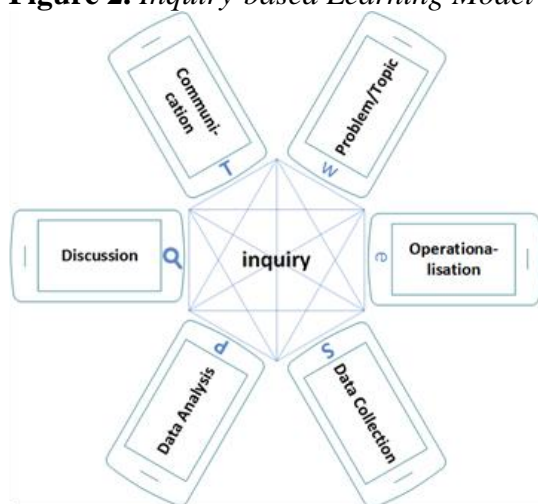 Figure 2. Inquiry-based Learning Model
Communi-
cation
T
Problem/Topic
w
Discussion
inquiry
e
Operationa-
lisation
Data Analysis
P
Data Collection
S